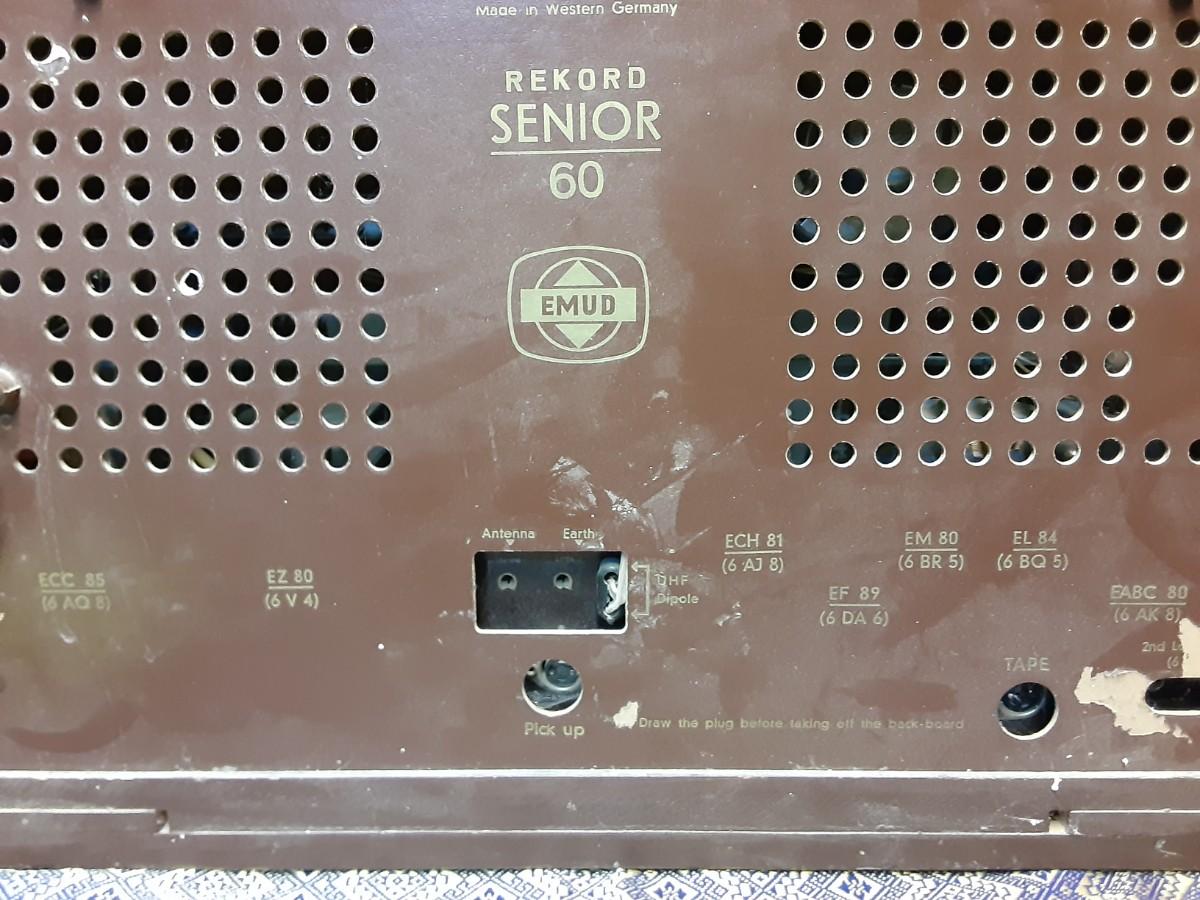 Made in Western Germany
REKORD
SENIOR
60
EMUD
Antenna
Earth
UHF
Dipole
ECC 85
(6 AQ 8)
EZ 80
(6 V 4)
ECH 81
(6 AJ 8)
EF 89
(6 DA 6)
EM 80
(6 BR 5)
EL 84
(6 BQ 5)
EABC 80
(6 AK 8)
2nd
TAPE
Pick up
Draw the plug before taking off the back-board